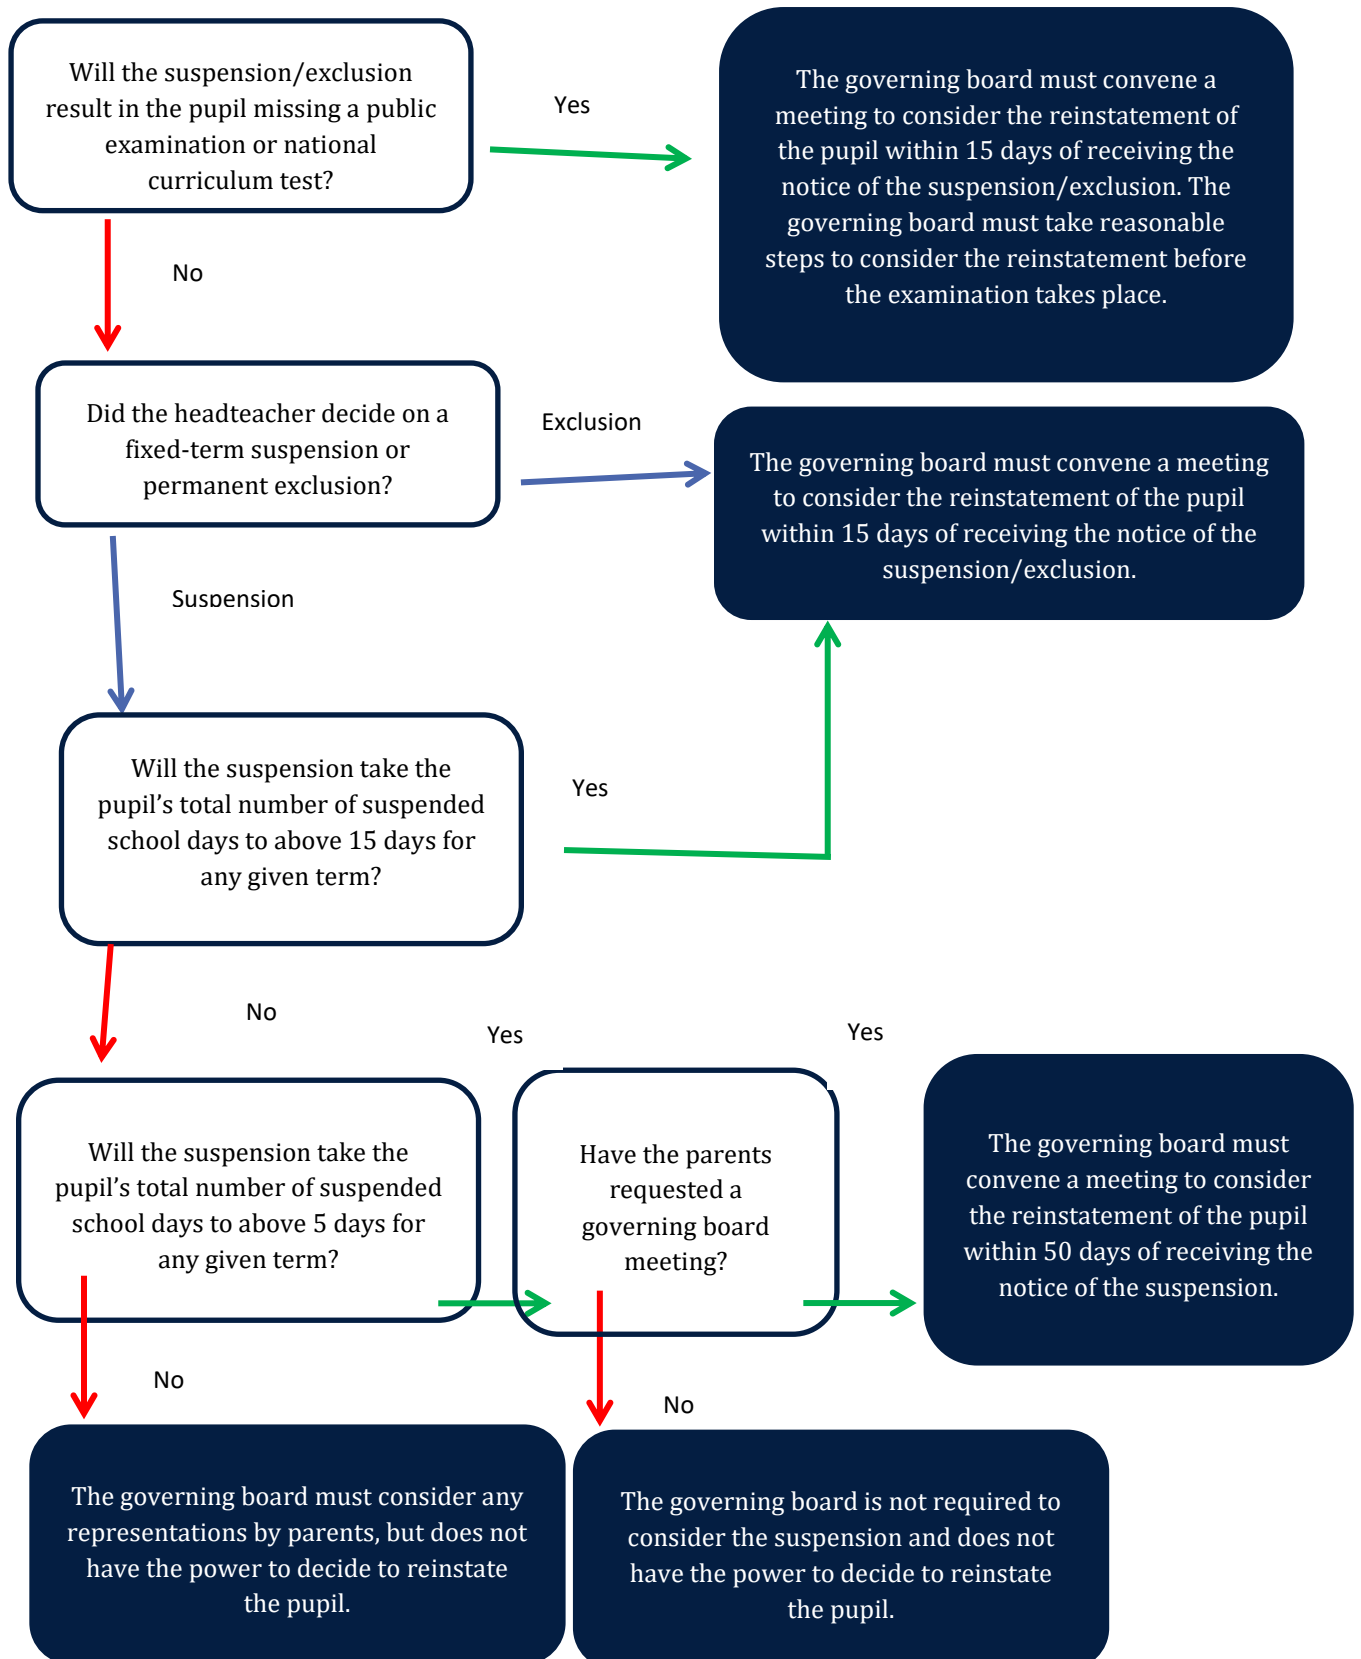 Will the suspension/exclusion
result in the pupil missing a public
examination or national
curriculum test?
Yes
The governing board must convene a
meeting to consider the reinstatement of
the pupil within 15 days of receiving the
notice of the suspension/exclusion. The
governing board must take reasonable
steps to consider the reinstatement before
the examination takes place.
No
Did the headteacher decide on a
fixed-term suspension or
permanent exclusion?
Exclusion
The governing board must convene a meeting
to consider the reinstatement of the pupil
within 15 days of receiving the notice of the
suspension/exclusion.
Suspension
Will the suspension take the
pupil’s total number of suspended
school days to above 15 days for
any given term?
Yes
No
Will the suspension take the
pupil’s total number of suspended
school days to above 5 days for
any given term?
Yes
Have the parents
requested a
governing board
meeting?
Yes
The governing board must
convene a meeting to consider
the reinstatement of the pupil
within 50 days of receiving the
notice of the suspension.
No
The governing board must consider any
representations by parents, but does not
have the power to decide to reinstate
the pupil.
No
The governing board is not required to
consider the suspension and does not
have the power to decide to reinstate
the pupil.